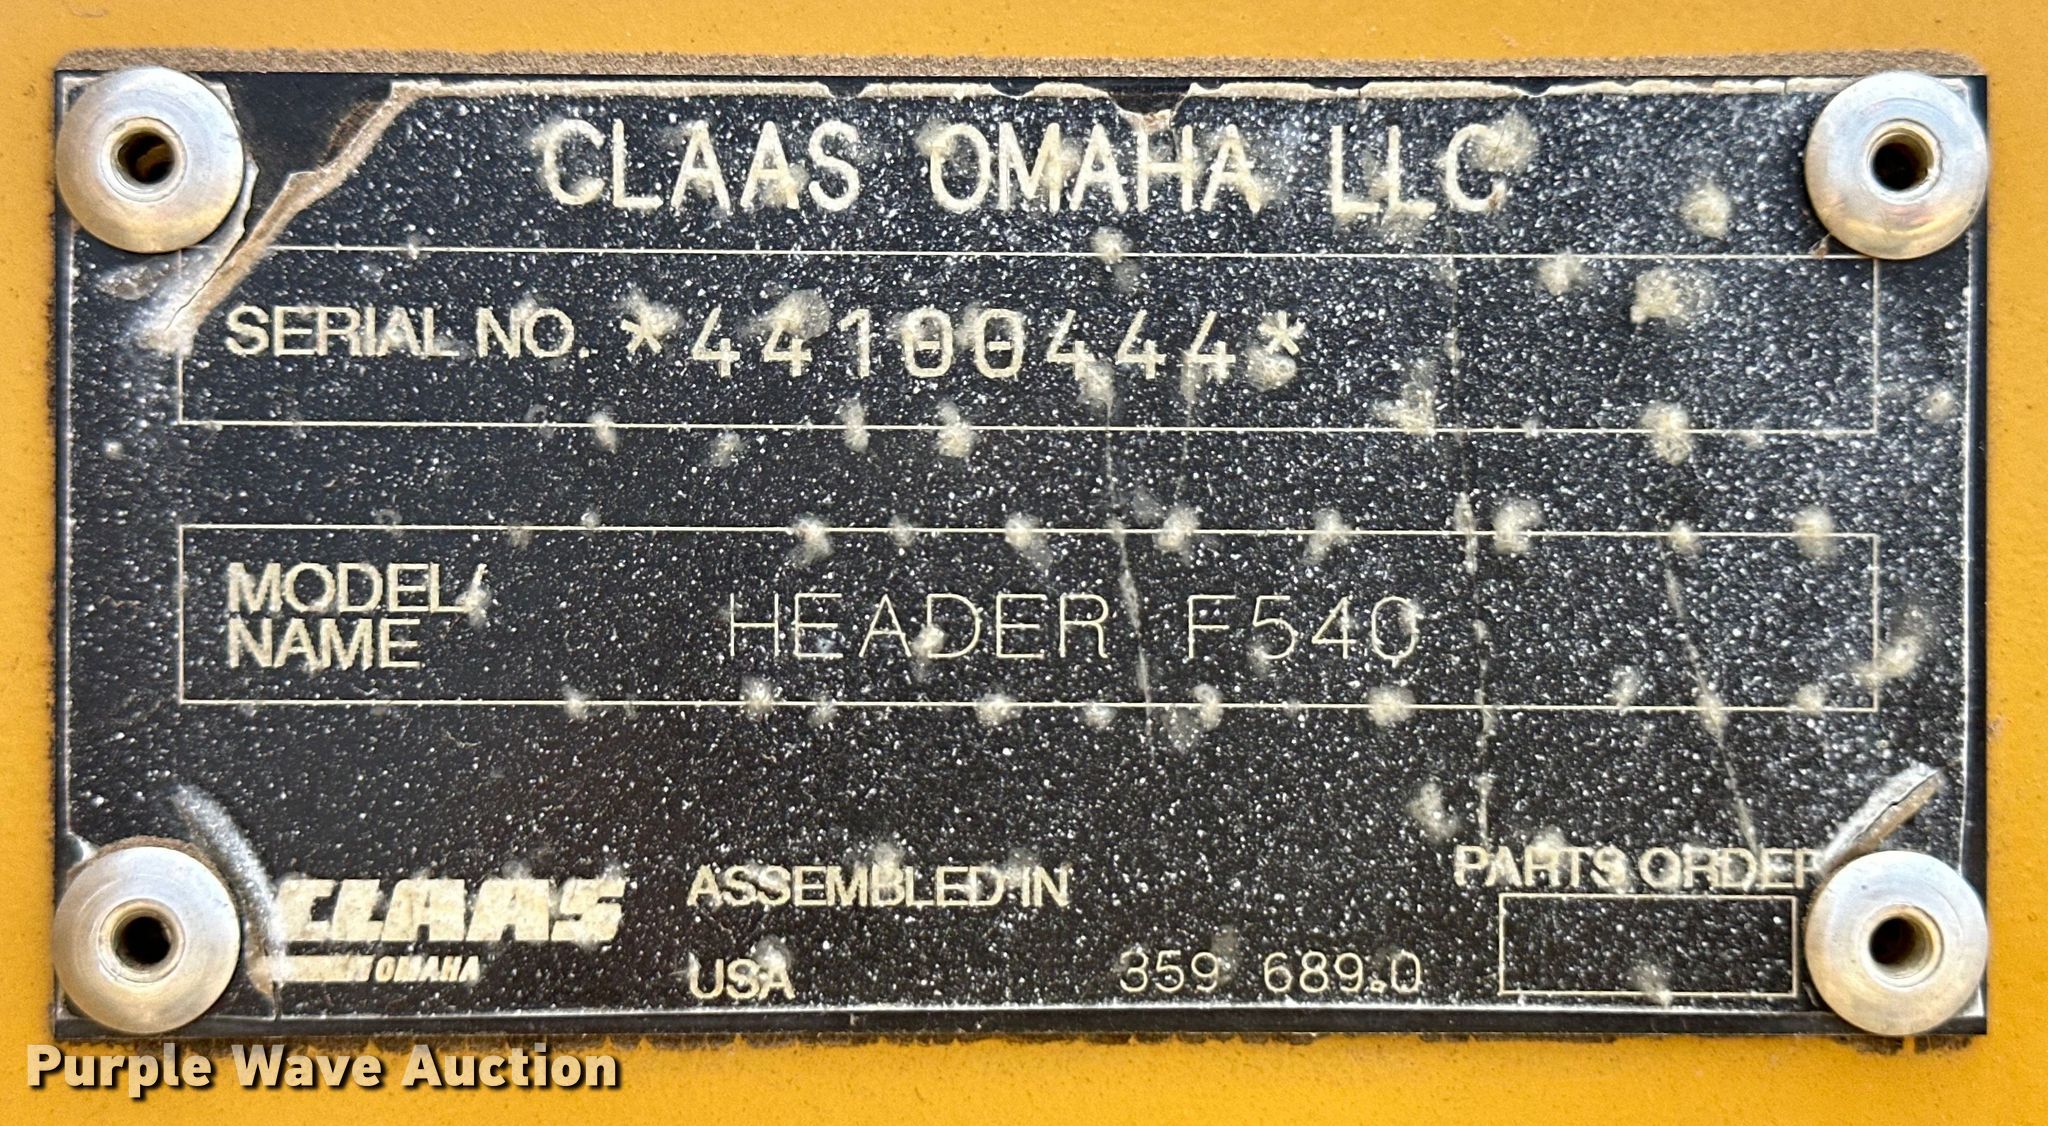 CLAAS OMAHA LLC
SERIAL NO. *44100444*
MODEL/
NAME
HEADER F540
CLAAS
OMAHA
ASSEMBLED IN
USA
359 689.0
PARTS ORDER
Purple Wave Auction